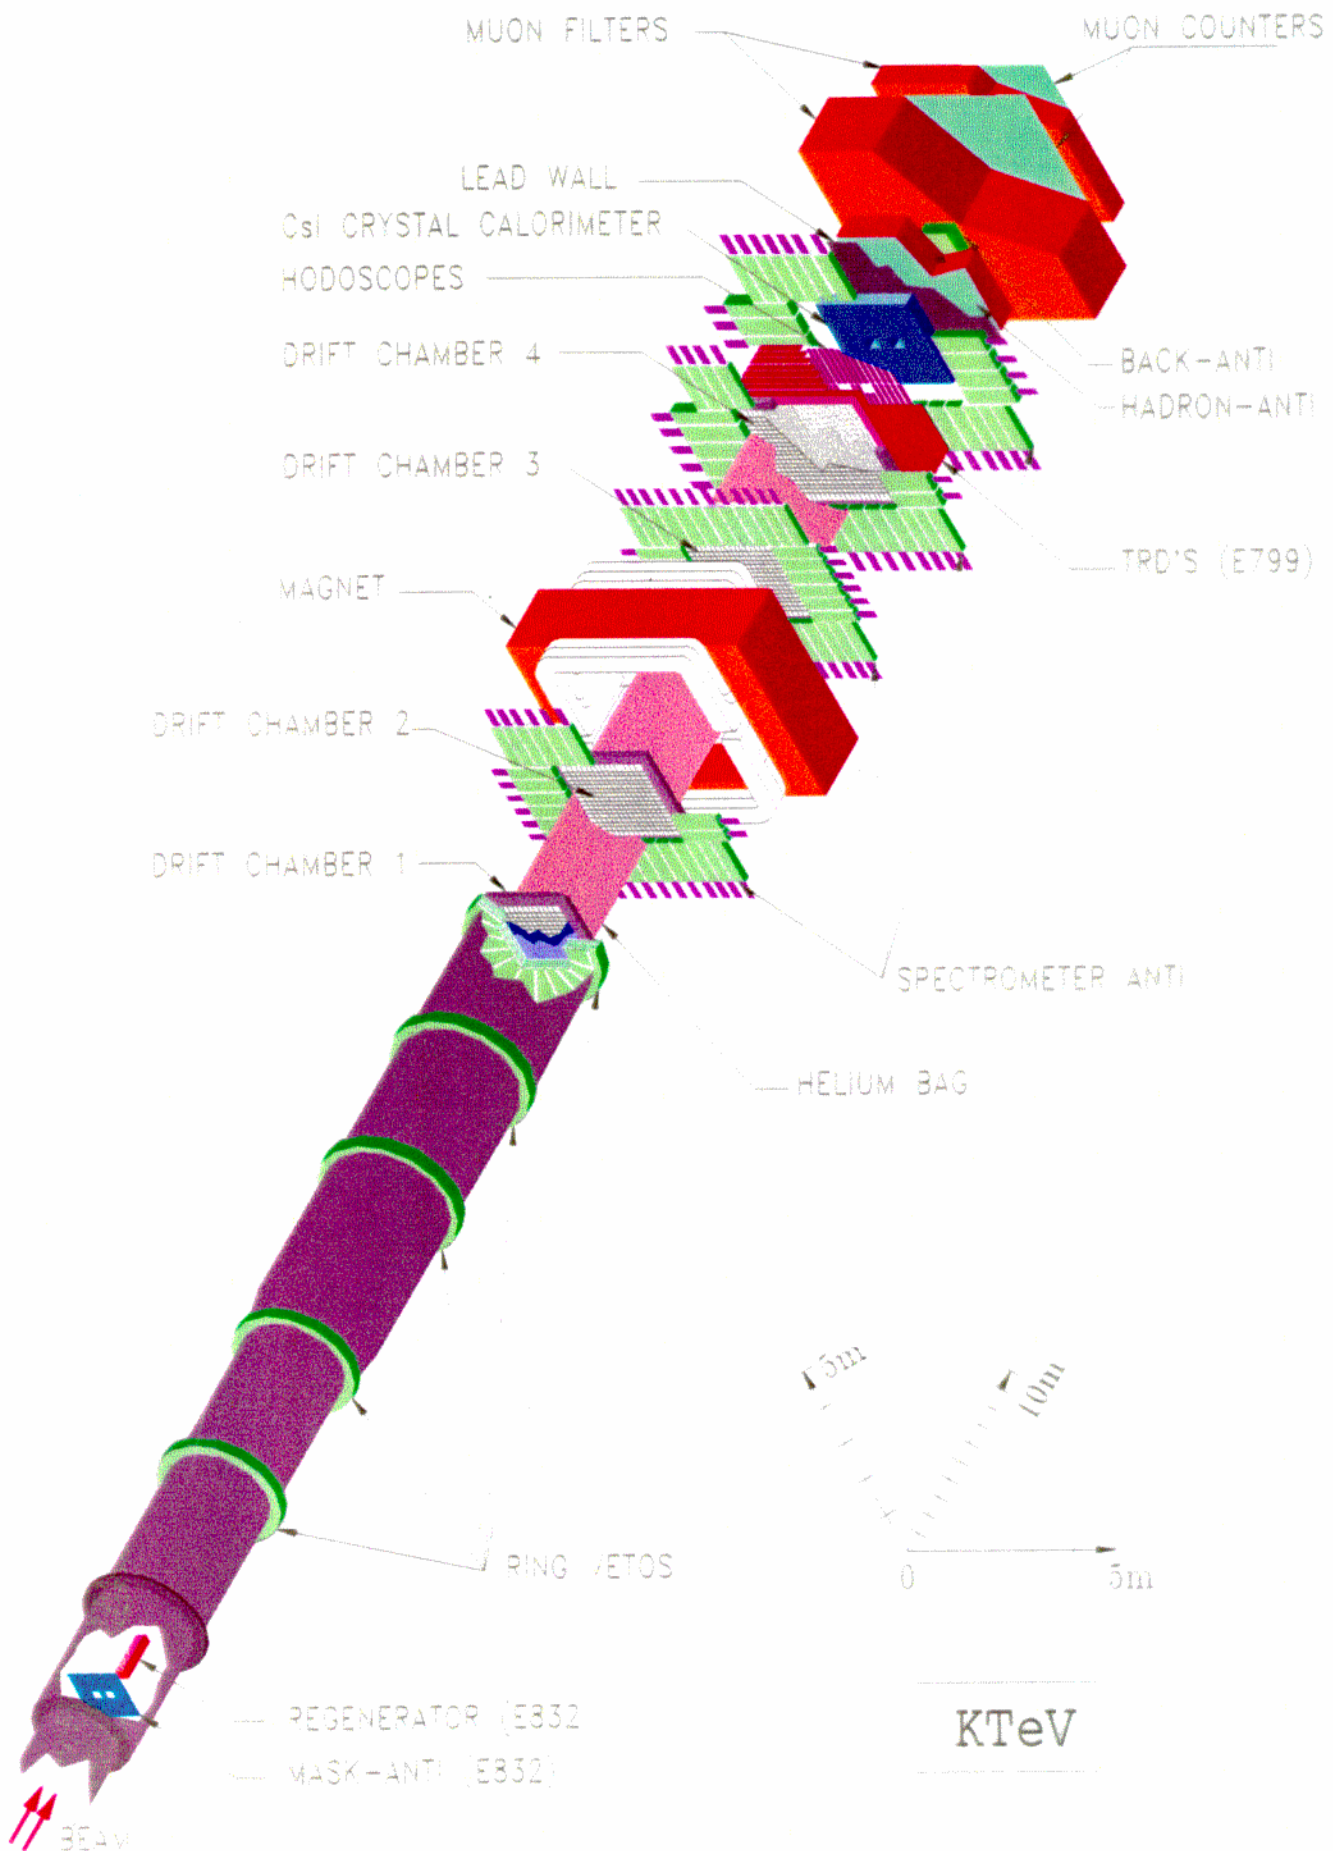 MUON FILTERS
MUON COUNTERS
LEAD WALL
CsI CRYSTAL CALORIMETER
HODOSCOPES
DRIFT CHAMBER 4
BACK-ANTI
HADRON-ANTI
DRIFT CHAMBER 3
TRD'S (E799)
MAGNET
DRIFT CHAMBER 2
DRIFT CHAMBER 1
SPECTROMETER ANTI
HELIUM BAG
5m
10m
RING VETOS
0
5m
REGENERATOR (E832
MASK-ANTI (E832)
KTeV
BEAM